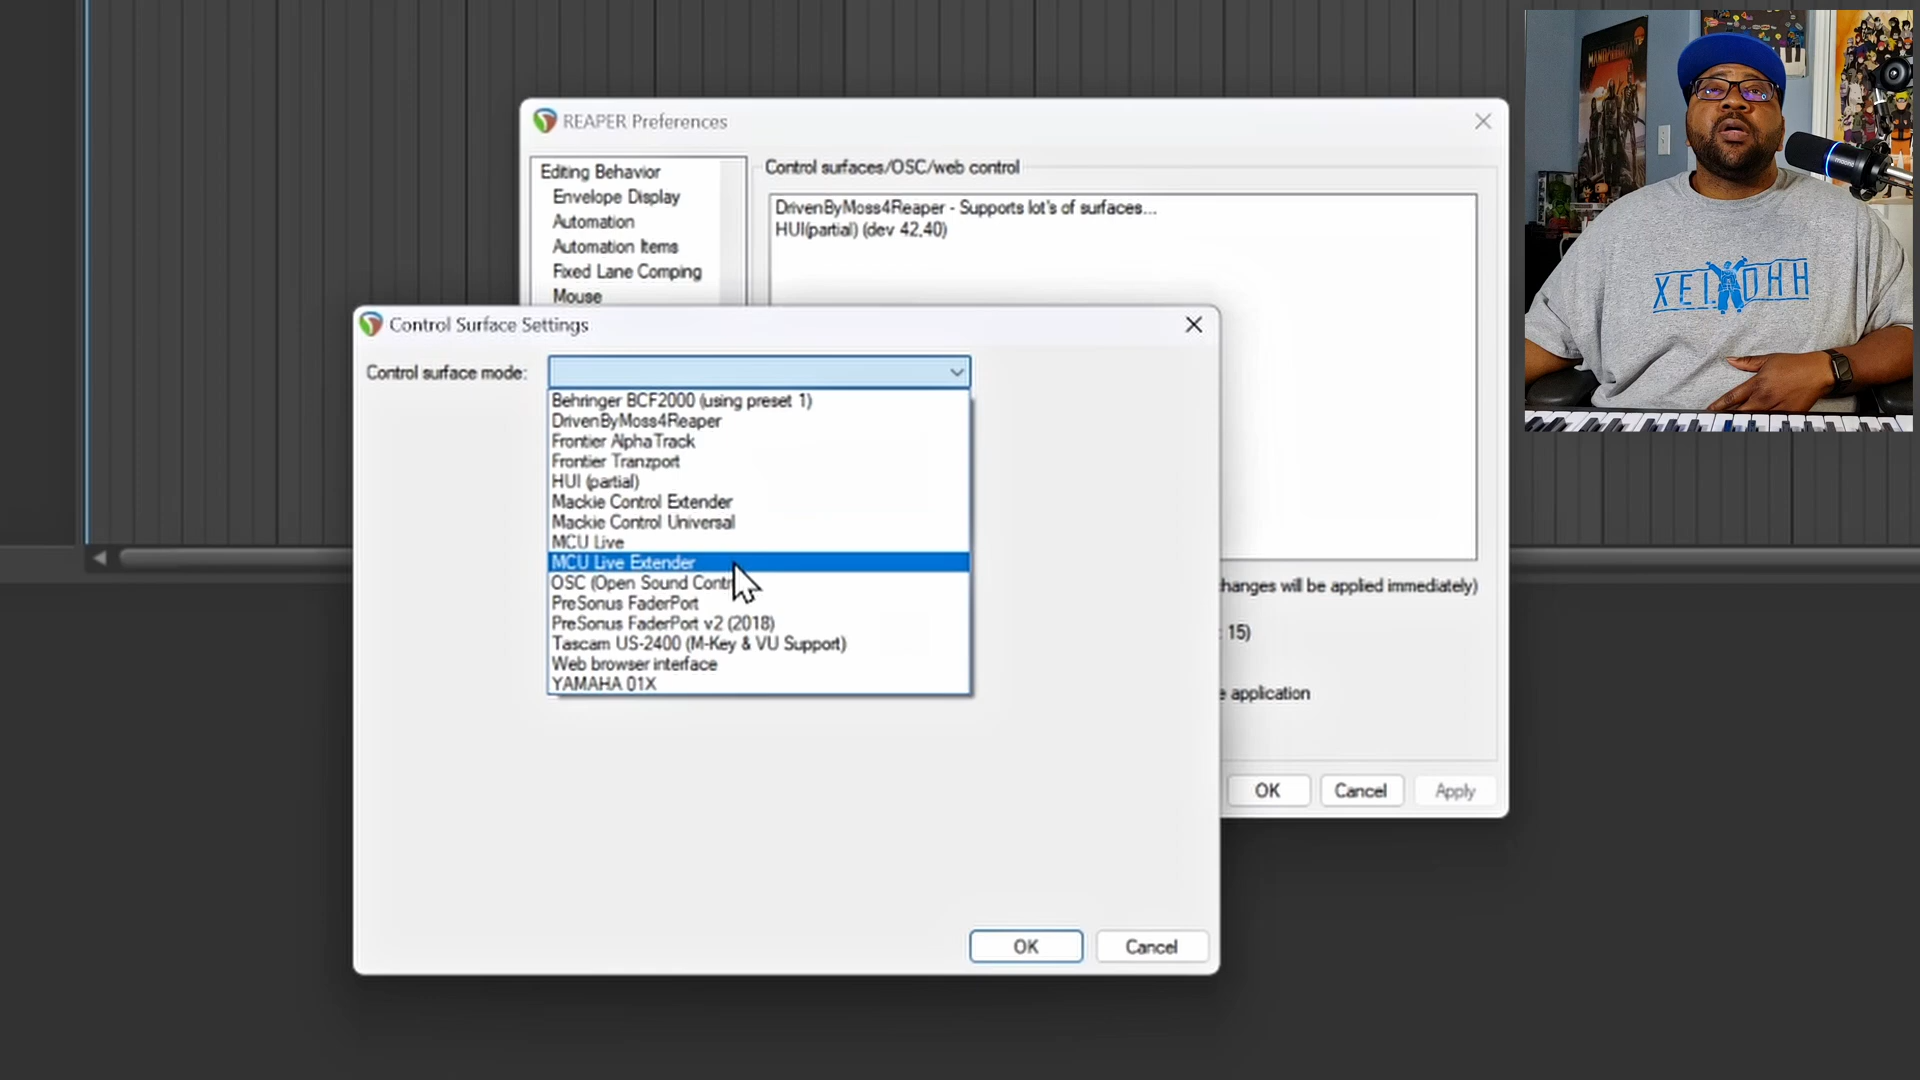 MANDALORIAN
REAPER Preferences
Editing Behavior
Envelope Display
Automation
Automation Items
Fixed Lane Comping
Mouse
Control surfaces/OSC/web control
DrivenByMoss4Reaper - Supports lot's of surfaces...
HUI(partial) (dev 42,40)
XEHOHH
Control Surface Settings
Control surface mode:
Behringer BCF2000 (using preset 1)
DrivenByMoss4Reaper
Frontier AlphaTrack
Frontier Tranzport
HUI (partial)
Mackie Control Extender
Mackie Control Universal
MCU Live
MCU Live Extender
OSC (Open Sound Contr
PreSonus FaderPort
PreSonus FaderPort v2 (2018)
Tascam US-2400 (M-Key & VU Support)
Web browser interface
YAMAHA 01X
hanges will be applied immediately)
: 15)
e application
OK
Cancel
Apply
OK
Cancel